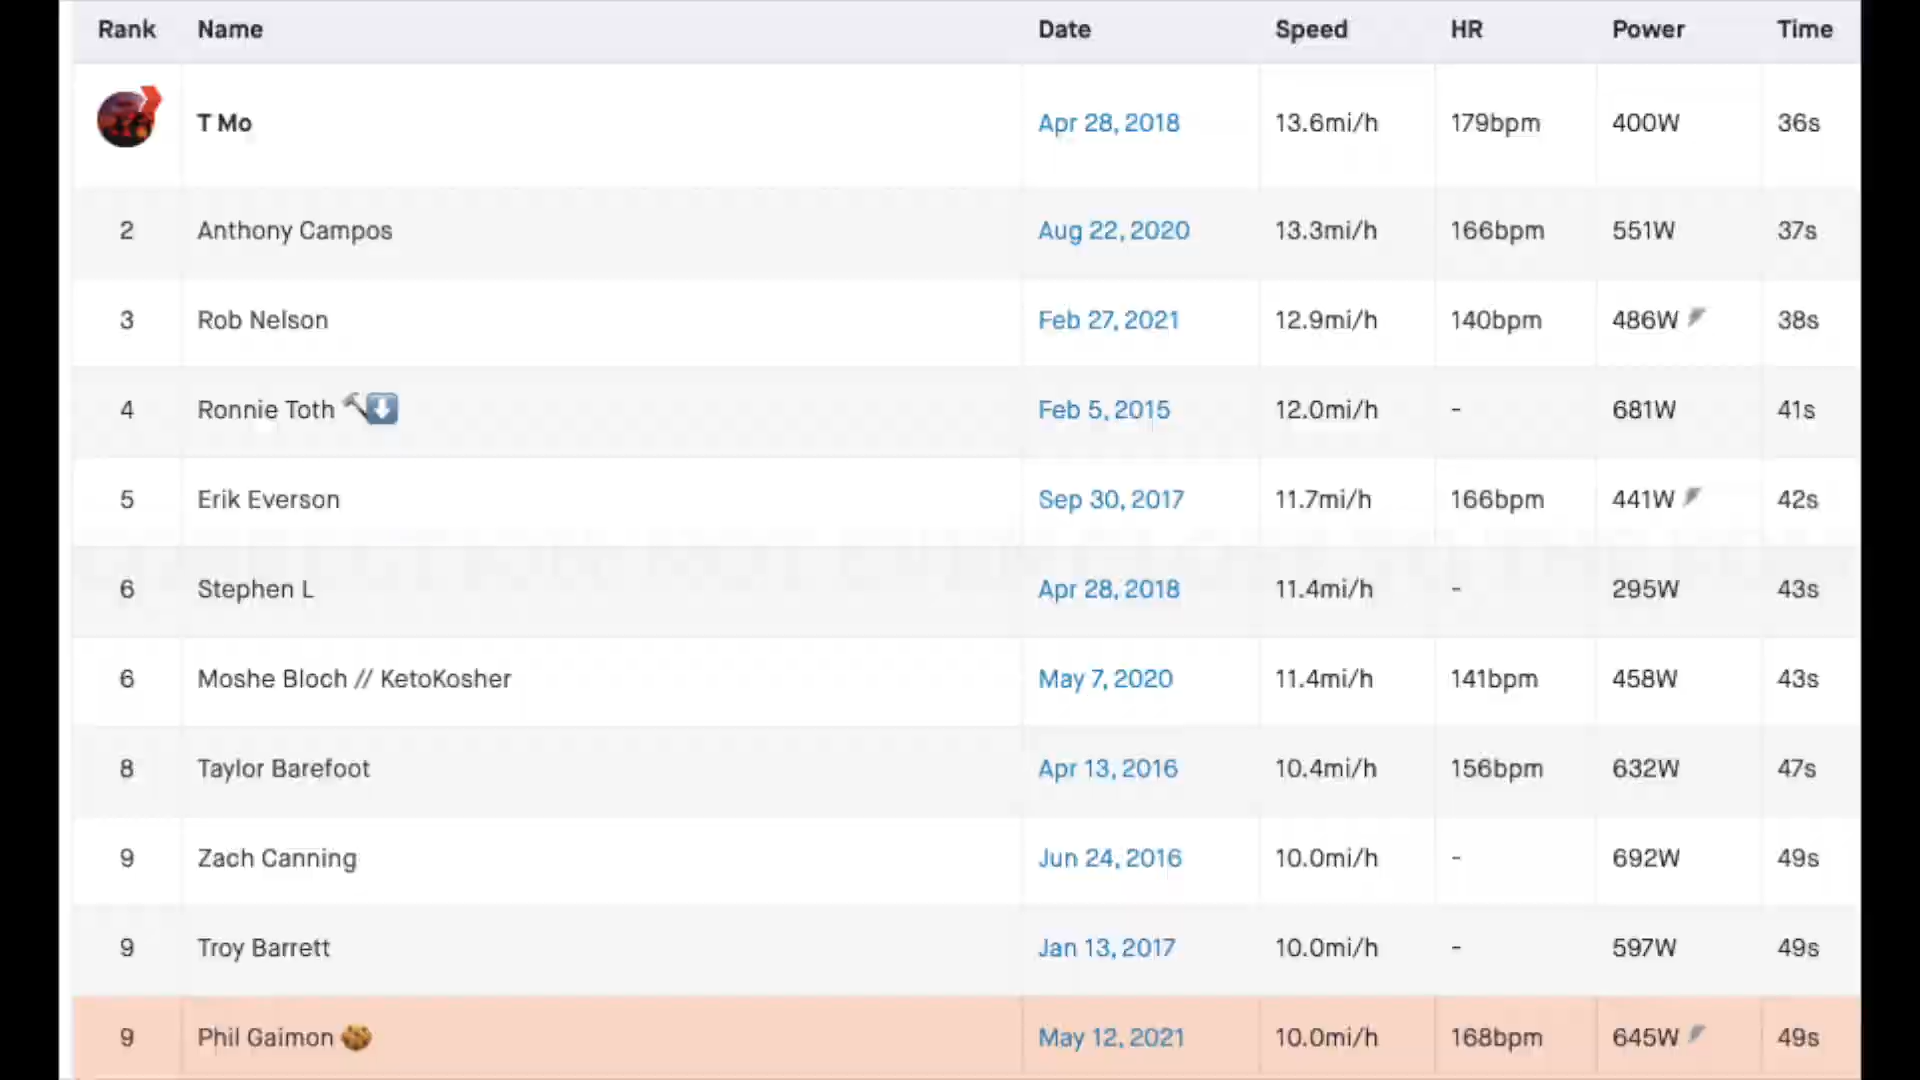 Rank Name Date Speed HR Power Time
T Mo Apr 28, 2018 13.6mi/h 179bpm 400W 36s
2 Anthony Campos Aug 22, 2020 13.3mi/h 166bpm 551W 37s
3 Rob Nelson Feb 27, 2021 12.9mi/h 140bpm 486W 38s
4 Ronnie Toth Feb 5, 2015 12.0mi/h - 681W 41s
5 Erik Everson Sep 30, 2017 11.7mi/h 166bpm 441W 42s
6 Stephen L Apr 28, 2018 11.4mi/h - 295W 43s
6 Moshe Bloch // KetoKosher May 7, 2020 11.4mi/h 141bpm 458W 43s
8 Taylor Barefoot Apr 13, 2016 10.4mi/h 156bpm 632W 47s
9 Zach Canning Jun 24, 2016 10.0mi/h - 692W 49s
9 Troy Barrett Jan 13, 2017 10.0mi/h - 597W 49s
9 Phil Gaimon May 12, 2021 10.0mi/h 168bpm 645W 49s